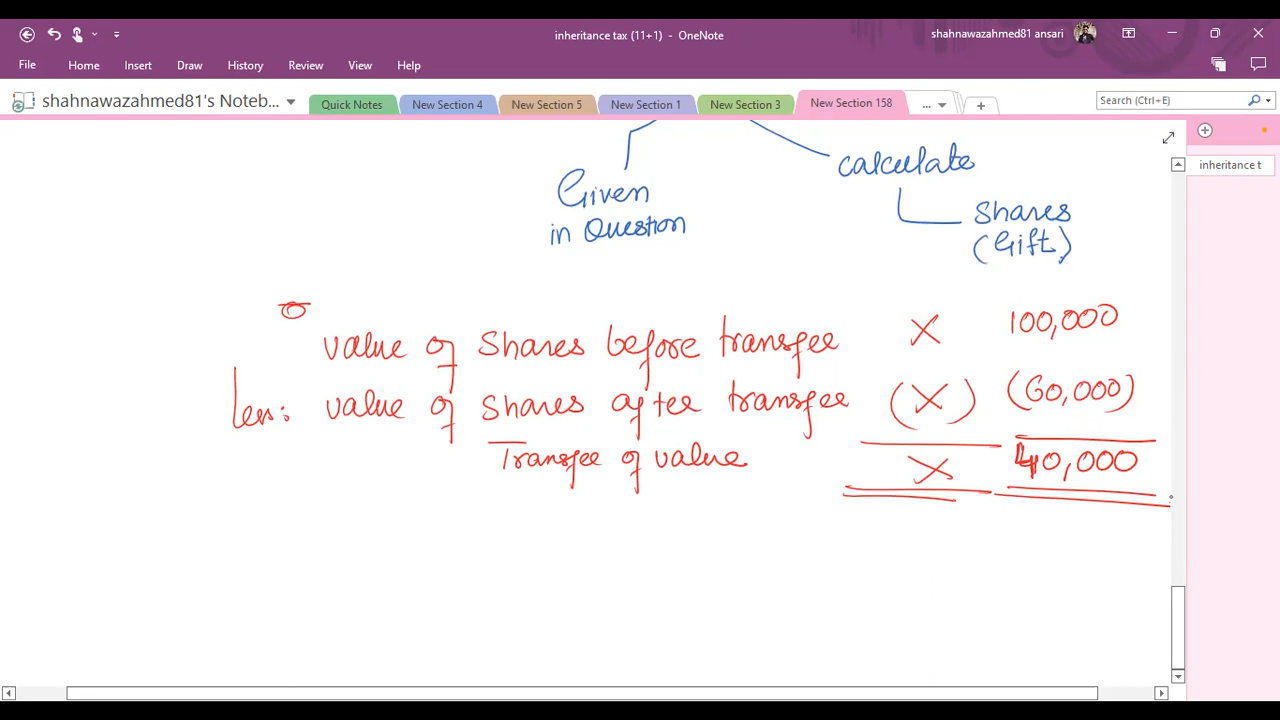 inheritance tax (11+1) - OneNote
shahnawazahmed81 ansari
File Home Insert Draw History Review View Help
shahnawazahmed81's Noteb...
Quick Notes
New Section 4
New Section 5
New Section 1
New Section 3
New Section 158
...
Search (Ctrl+E)
inheritance t
Given
in Question
calculate
Shares
(Gift)
value of Shares before transfer X 100,000
Less: value of shares after transfer (X) (60,000)
Transfer of value X 40,000